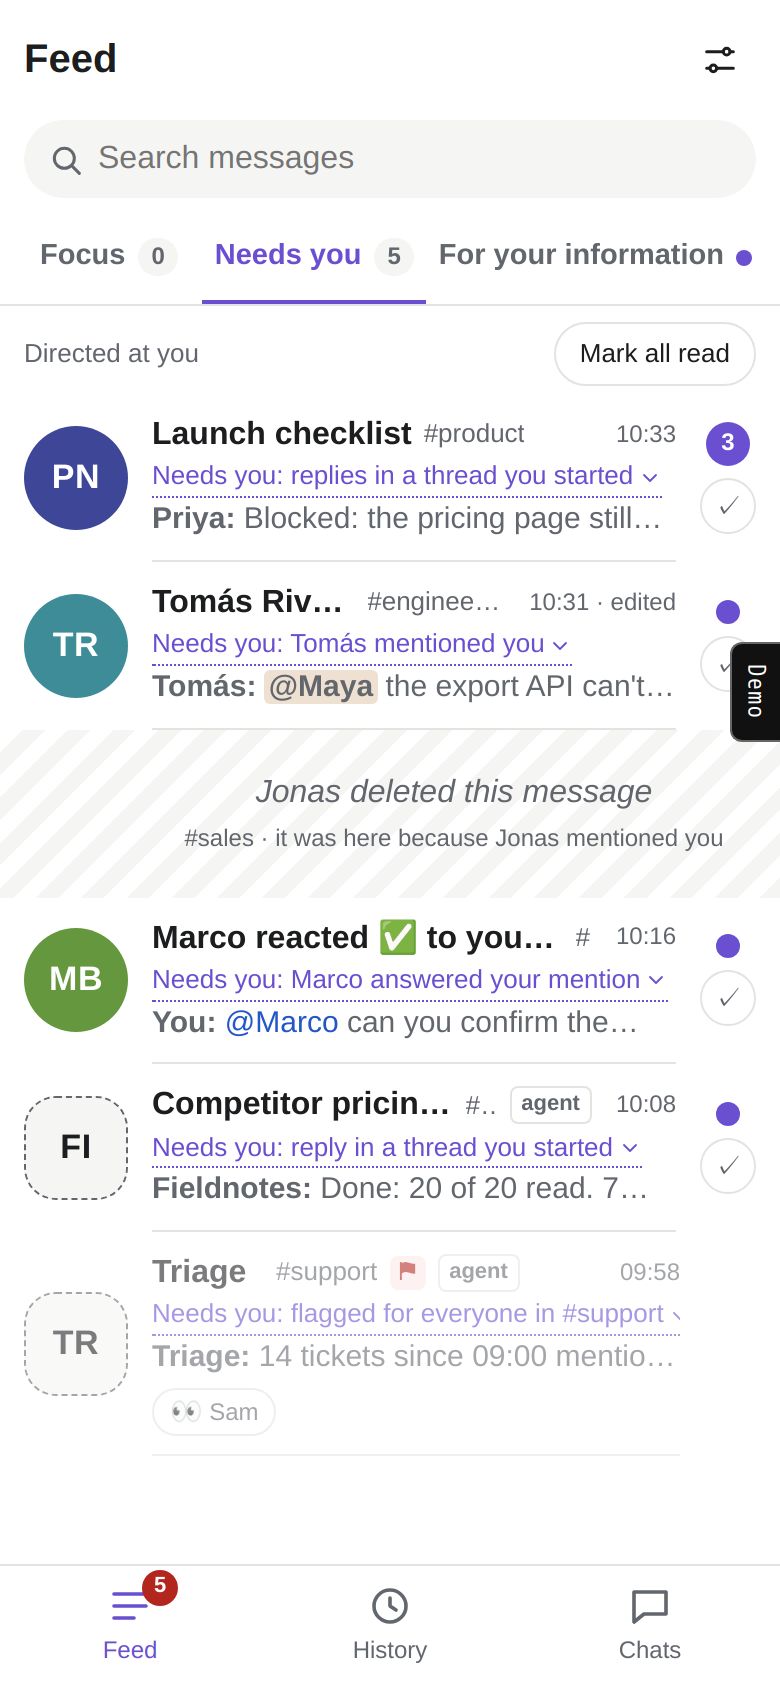 Feed
Search messages
Focus 0 Needs you 5 For your information
Directed at you Mark all read
PN Launch checklist #product 10:33 3
Needs you: replies in a thread you started
Priya: Blocked: the pricing page still…
TR Tomás Riv… #enginee… 10:31 · edited
Needs you: Tomás mentioned you
Tomás: @Maya the export API can't…
Demo
Jonas deleted this message
#sales · it was here because Jonas mentioned you
MB Marco reacted ✅ to you… # 10:16
Needs you: Marco answered your mention
You: @Marco can you confirm the…
FI Competitor pricin… #.. agent 10:08
Needs you: reply in a thread you started
Fieldnotes: Done: 20 of 20 read. 7…
TR Triage #support agent 09:58
Needs you: flagged for everyone in #support
Triage: 14 tickets since 09:00 mentio…
👀 Sam
5
Feed History Chats